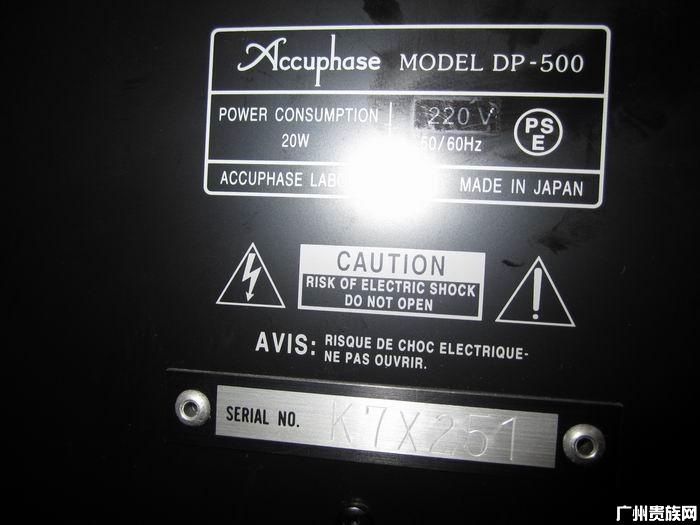 Accuphase MODEL DP-500
POWER CONSUMPTION 220 V
20W 50/60Hz
PS
E
ACCUPHASE MADE IN JAPAN
CAUTION
RISK OF ELECTRIC SHOCK
DO NOT OPEN
AVIS: RISQUE DE CHOC ELECTRIQUE-
NE PAS OUVRIR.
SERIAL NO. K7X251
广州贵族网